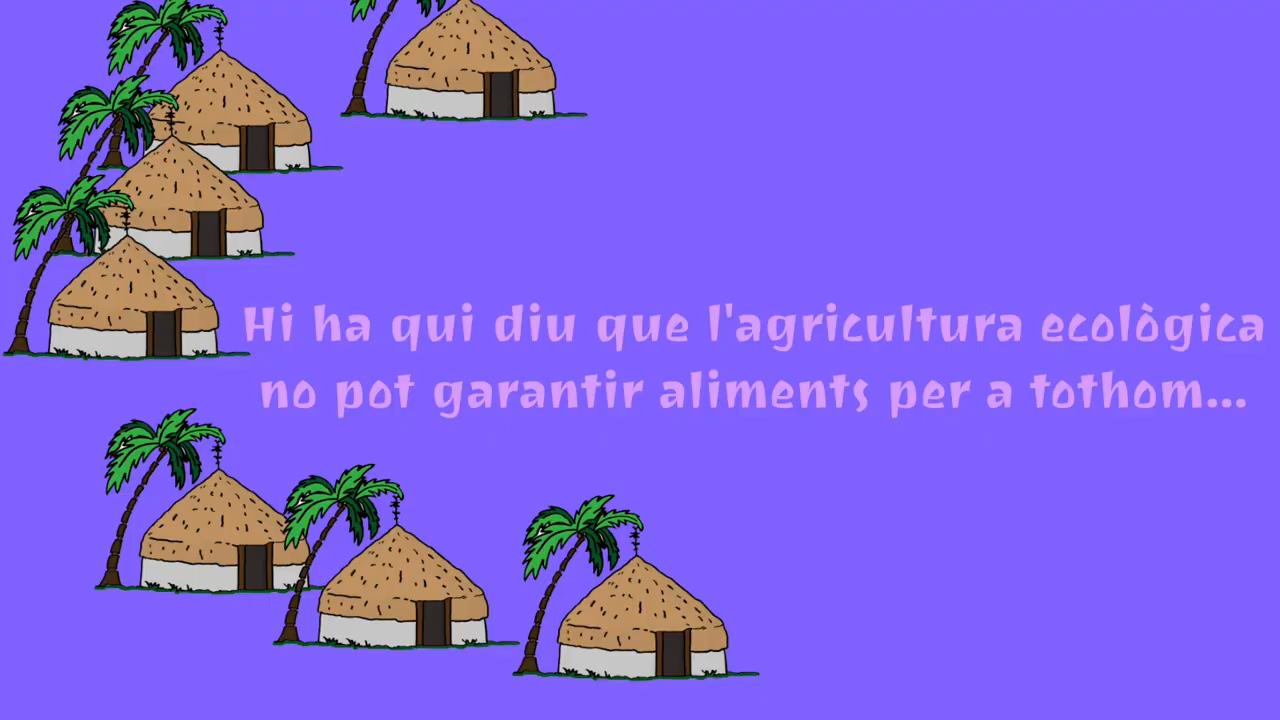 Hi ha qui diu que l'agricultura ecològica
no pot garantir aliments per a tothom...